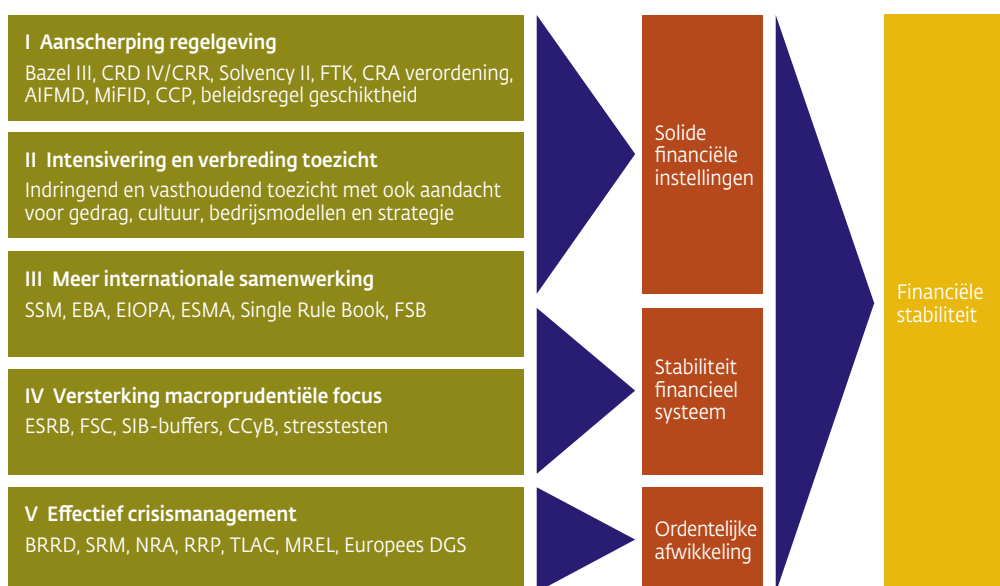 I Aanscherping regelgeving
Bazel III, CRD IV/CRR, Solvency II, FTK, CRA verordening,
AIFMD, MiFID, CCP, beleidsregel geschiktheid
II Intensivering en verbreding toezicht
Indringend en vasthoudend toezicht met ook aandacht
voor gedrag, cultuur, bedrijsmodellen en strategie
III Meer internationale samenwerking
SSM, EBA, EIOPA, ESMA, Single Rule Book, FSB
IV Versterking macroprudentiële focus
ESRB, FSC, SIB-buffers, CCyB, stresstesten
V Effectief crisismanagement
BRRD, SRM, NRA, RRP, TLAC, MREL, Europees DGS
Solide
financiële
instellingen
Stabiliteit
financieel
systeem
Ordentelijke
afwikkeling
Financiële
stabiliteit